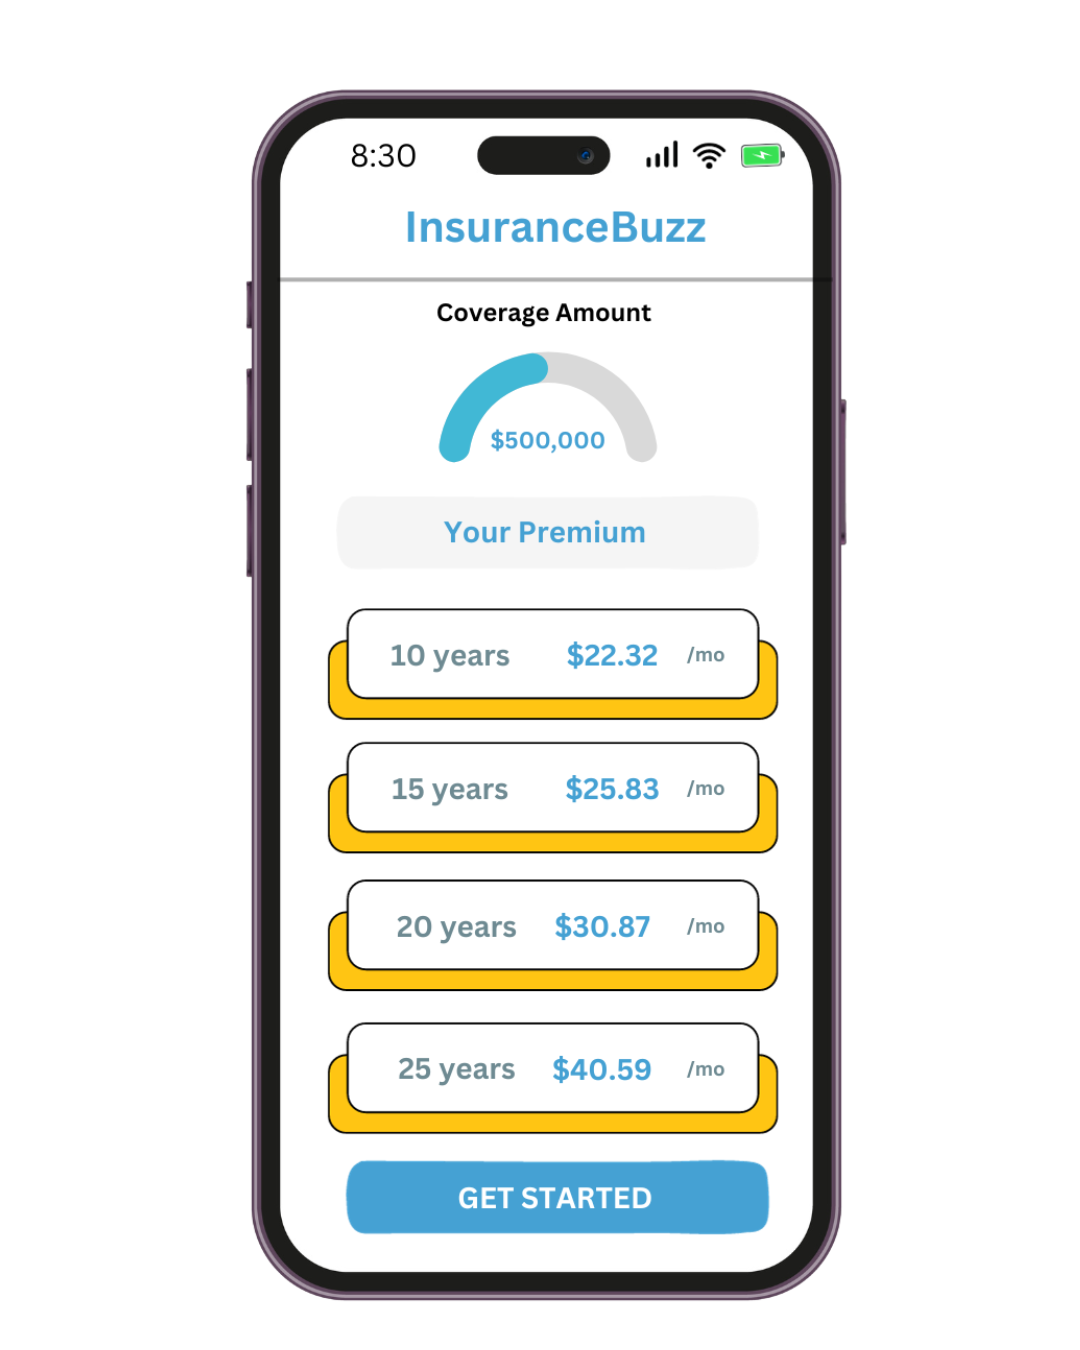 8:30
InsuranceBuzz
Coverage Amount
$500,000
Your Premium
10 years $22.32 /mo
15 years $25.83 /mo
20 years $30.87 /mo
25 years $40.59 /mo
GET STARTED